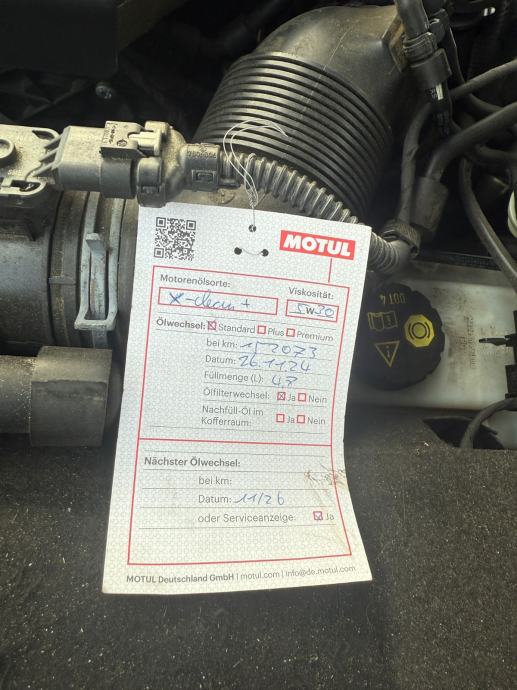 MOTUL
Motorenölsorte:
Viskosität:
X-clean +
5W30
Ölwechsel: Standard Plus Premium
bei km: 152073
Datum: 26.11.24
Füllmenge (L): 4,8
Ölfilterwechsel: Ja Nein
Nachfüll-Öl im
Kofferraum: Ja Nein
Nächster Ölwechsel:
bei km:
Datum: 11/26
oder Serviceanzeige: Ja
MOTUL Deutschland GmbH | motul.com | info@de.motul.com
DOT 4